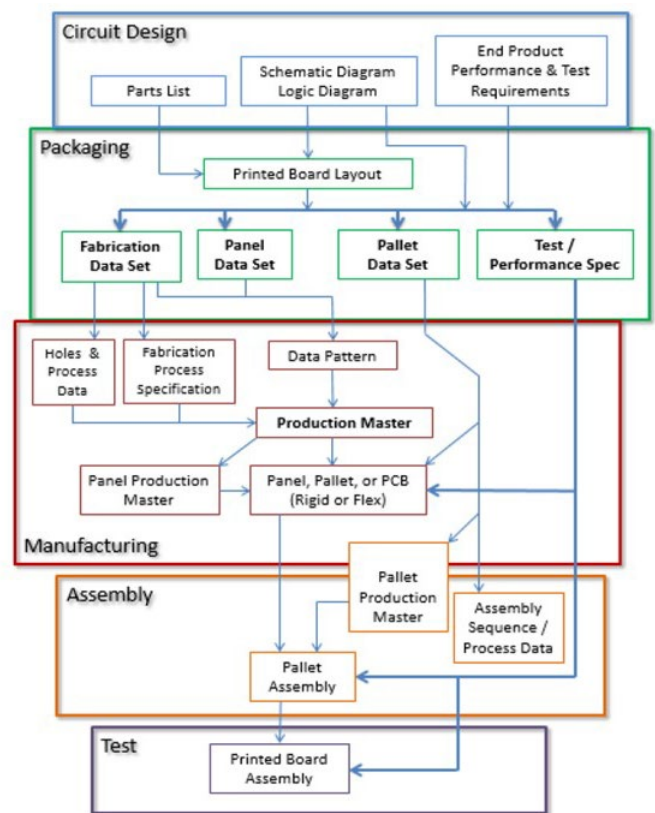 Circuit Design
Parts List
Schematic Diagram
Logic Diagram
End Product
Performance & Test
Requirements
Packaging
Printed Board Layout
Fabrication
Data Set
Panel
Data Set
Pallet
Data Set
Test /
Performance Spec
Holes &
Process
Data
Fabrication
Process
Specification
Data Pattern
Production Master
Panel Production
Master
Panel, Pallet, or PCB
(Rigid or Flex)
Manufacturing
Pallet
Production
Master
Assembly
Assembly
Sequence /
Process Data
Pallet
Assembly
Test
Printed Board
Assembly